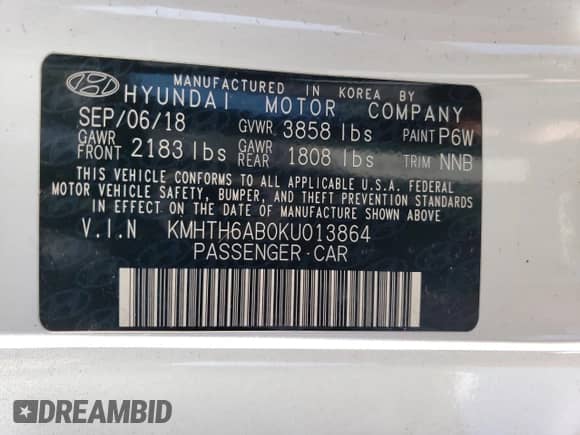 MANUFACTURED IN KOREA BY
HYUNDAI MOTOR COMPANY
SEP/06/18 GVWR 3858 lbs PAINT P6W
GAWR FRONT 2183 lbs GAWR REAR 1808 lbs TRIM NNB
THIS VEHICLE CONFORMS TO ALL APPLICABLE U.S.A. FEDERAL
MOTOR VEHICLE SAFETY, BUMPER, AND THEFT PREVENTION STANDARDS
IN EFFECT ON THE DATE OF MANUFACTURE SHOWN ABOVE
V.I.N KMHTH6AB0KU013864
PASSENGER CAR
DREAMBID